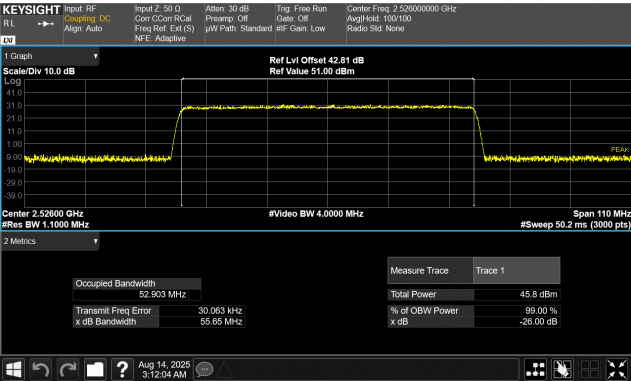 KEYSIGHT Input: RF Input Z: 50 Ω Atten: 30 dB Trig: Free Run Center Freq: 2.526000000 GHz
RL Coupling: DC Corr CCorr RCal Preamp: Off Gate: Off Avg|Hold: 100/100
Align: Auto Freq Ref: Ext (S) µW Path: Standard #IF Gain: Low Radio Std: None
LXI NFE: Adaptive
1 Graph
Ref Lvl Offset 42.81 dB
Scale/Div 10.0 dB Ref Value 51.00 dBm
Log
41.0
31.0
21.0
11.0
1.00
PEAK
-9.00
-19.0
-29.0
-39.0
Center 2.52600 GHz #Video BW 4.0000 MHz Span 110 MHz
#Res BW 1.1000 MHz #Sweep 50.2 ms (3000 pts)
2 Metrics
Measure Trace Trace 1
Occupied Bandwidth
52.903 MHz
Total Power 45.8 dBm
Transmit Freq Error 30.063 kHz
% of OBW Power 99.00 %
x dB Bandwidth 55.65 MHz
x dB -26.00 dB
?
Aug 14, 2025
3:12:04 AM